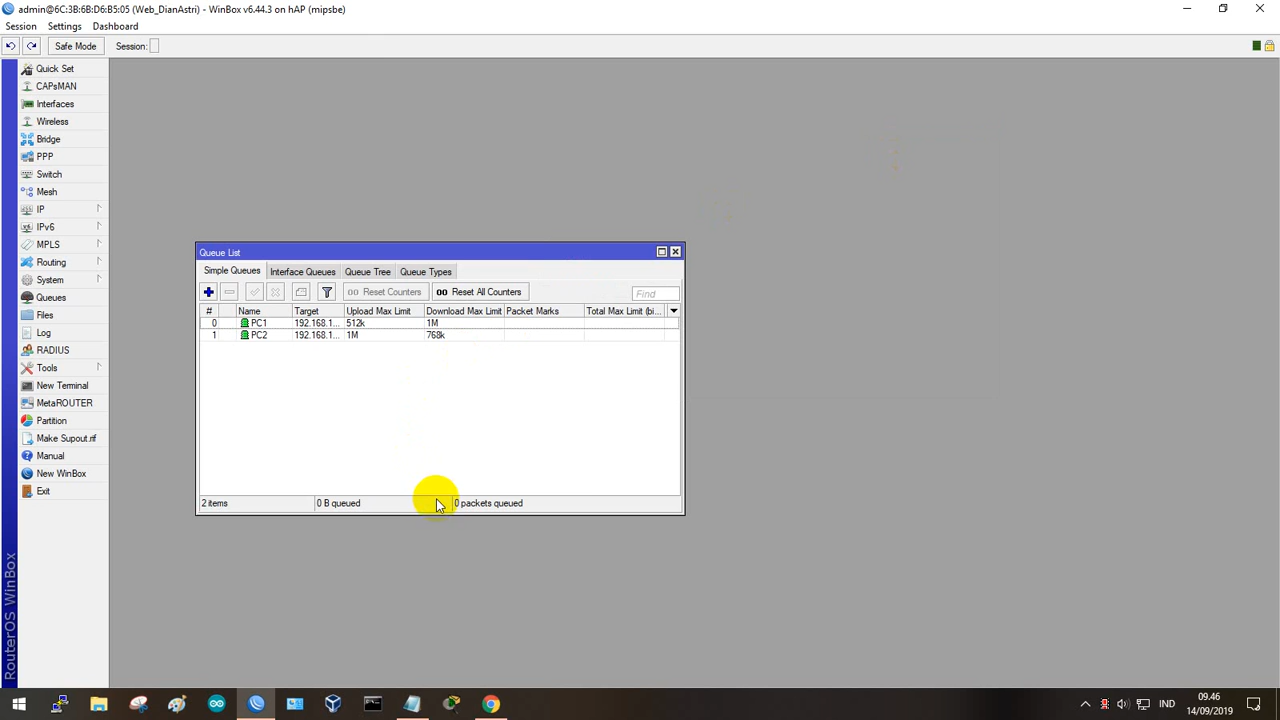 admin@6C:3B:6B:D6:B5:05 (Web_DianAstri) - WinBox v6.44.3 on hAP (mipsbe)
Session Settings Dashboard
Safe Mode Session:
Quick Set
CAPsMAN
Interfaces
Wireless
Bridge
PPP
Switch
Mesh
IP
IPv6
MPLS
Routing
System
Queues
Files
Log
RADIUS
Tools
New Terminal
MetaROUTER
Partition
Make Supout.rif
Manual
New WinBox
Exit
RouterOS WinBox
Queue List
Simple Queues Interface Queues Queue Tree Queue Types
00 Reset Counters 00 Reset All Counters Find
# Name Target Upload Max Limit Download Max Limit Packet Marks Total Max Limit (bi...
0 PC1 192.168.1... 512k 1M
1 PC2 192.168.1... 1M 768k
2 items 0 B queued 0 packets queued
IND
09.46
14/09/2019